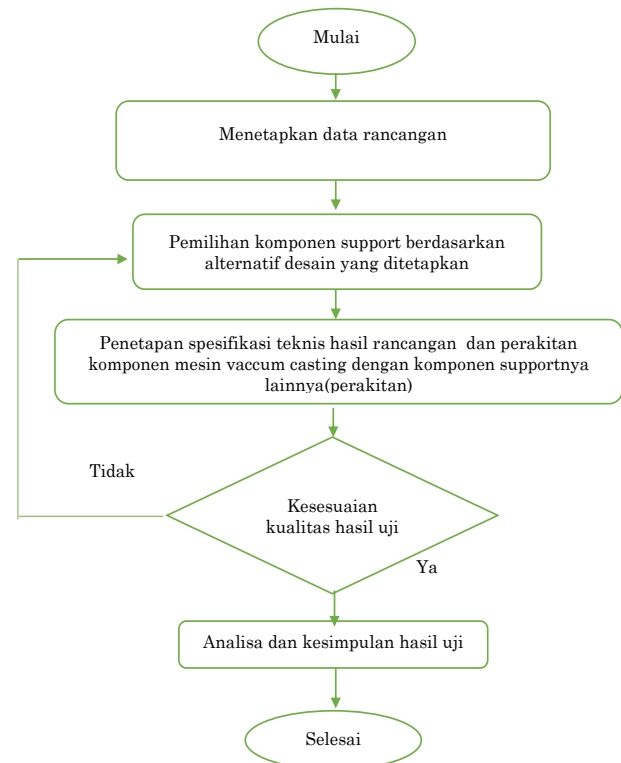 Mulai
Menetapkan data rancangan
Pemilihan komponen support berdasarkan
alternatif desain yang ditetapkan
Penetapan spesifikasi teknis hasil rancangan  dan perakitan
komponen mesin vaccum casting dengan komponen supportnya
lainnya(perakitan)
Tidak
Kesesuaian
kualitas hasil uji
Ya
Analisa dan kesimpulan hasil uji
Selesai